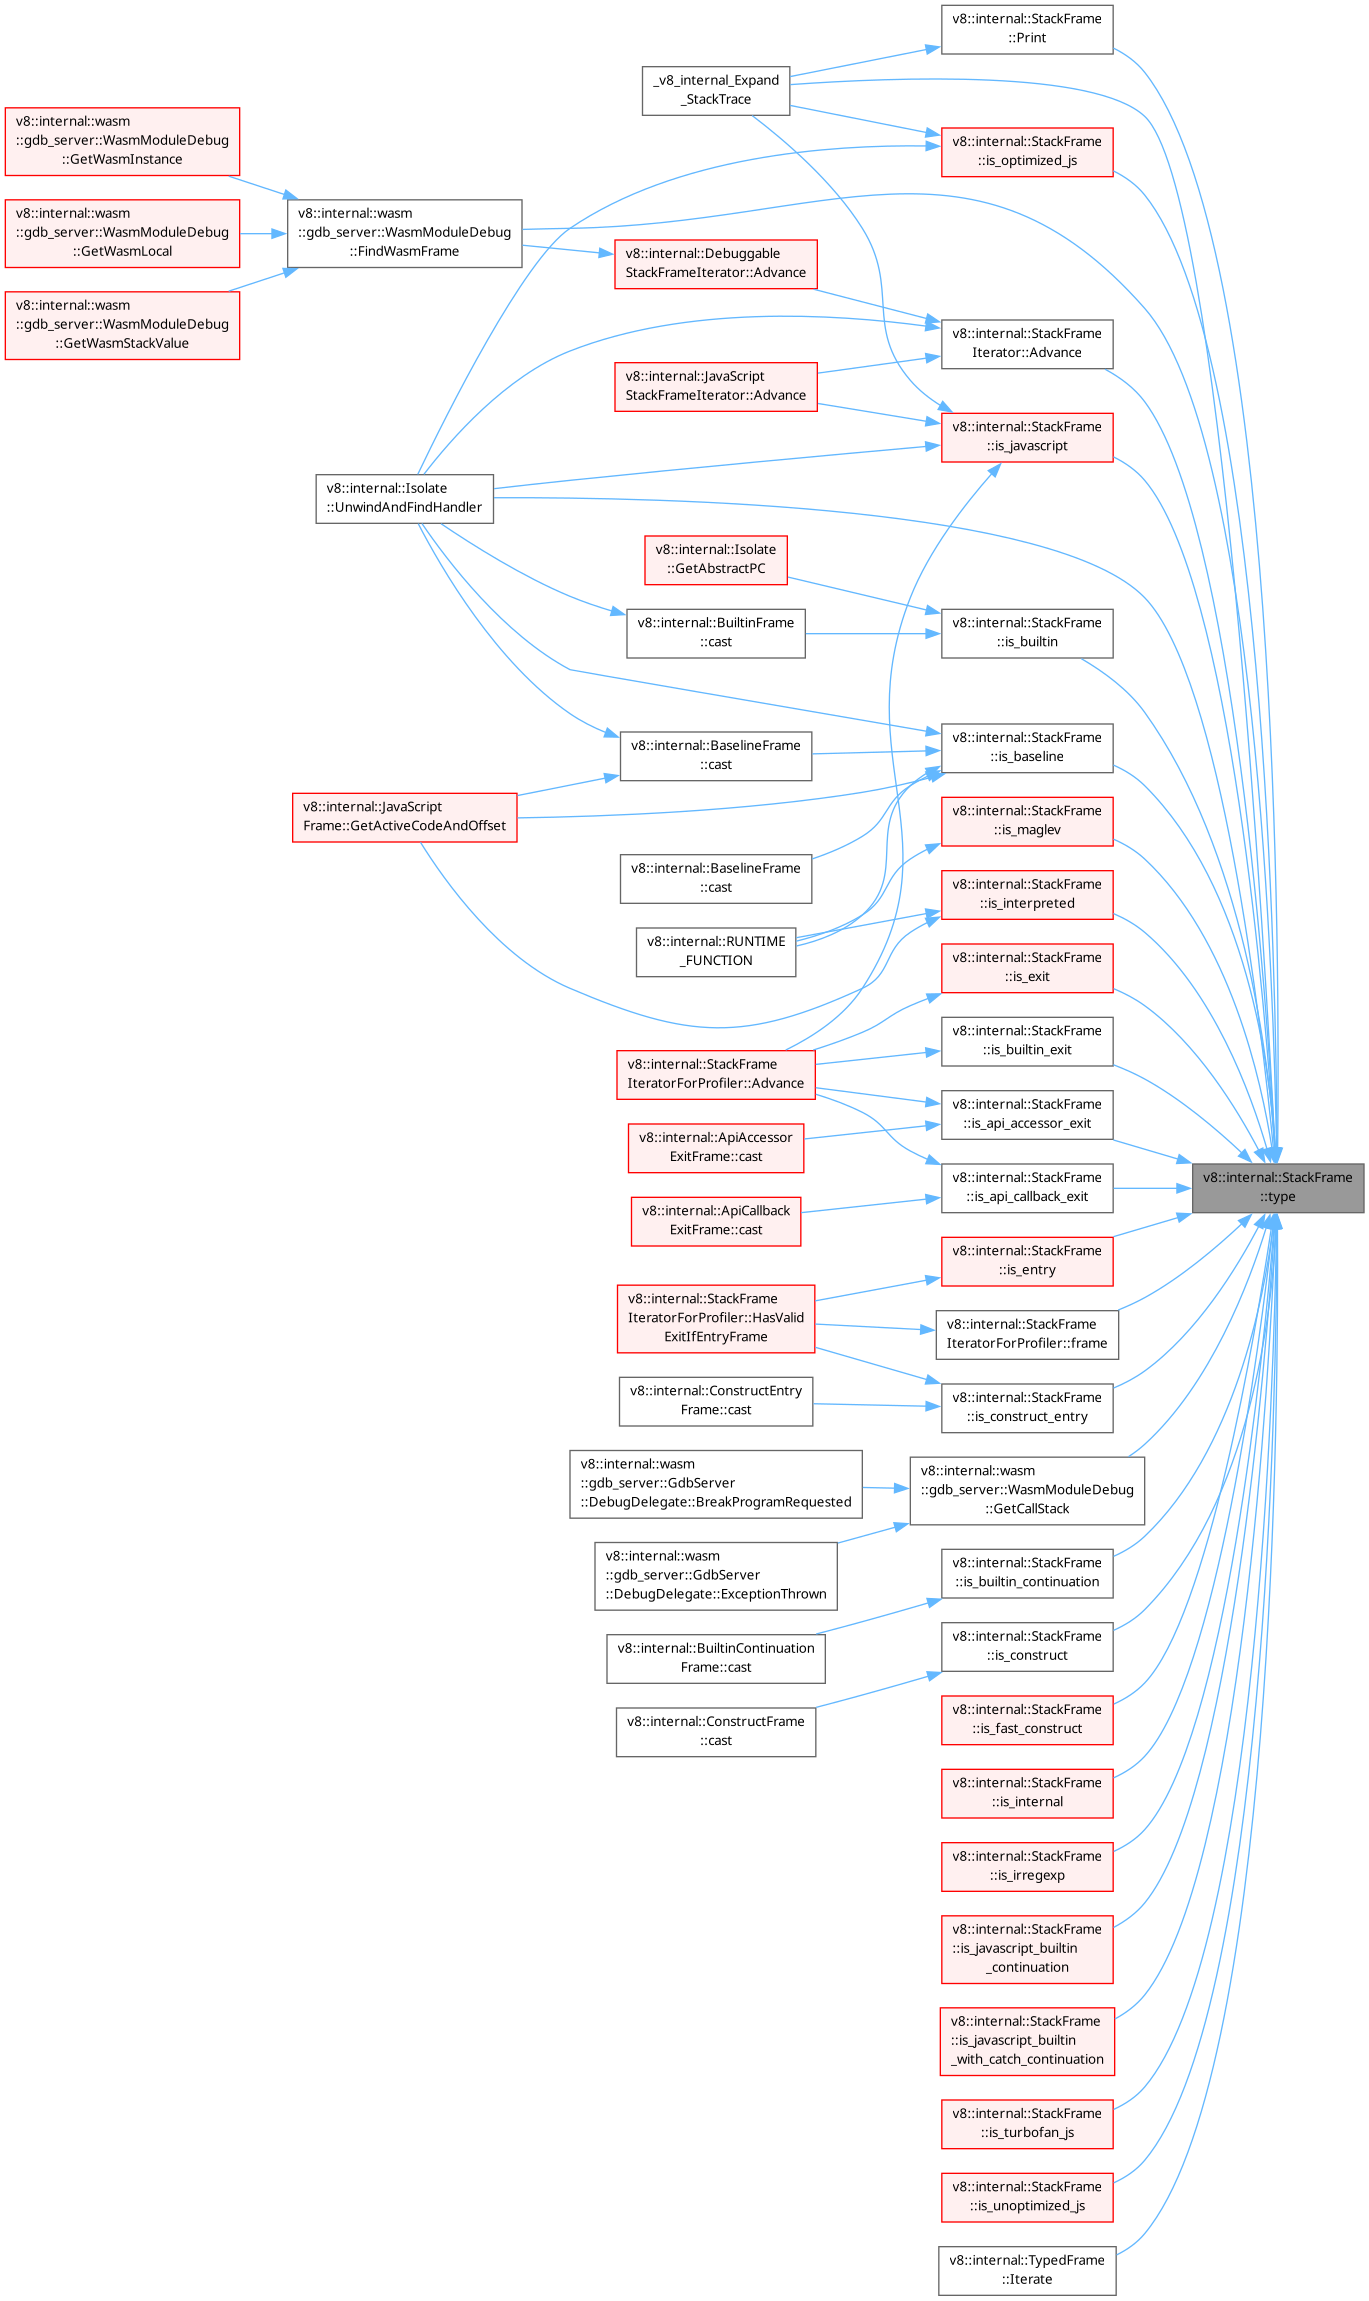 v8::internal::StackFrame
::Print
_v8_internal_Expand
_StackTrace
v8::internal::wasm
::gdb_server::WasmModuleDebug
::GetWasmInstance
v8::internal::StackFrame
::is_optimized_js
v8::internal::wasm
::gdb_server::WasmModuleDebug
::GetWasmLocal
v8::internal::wasm
::gdb_server::WasmModuleDebug
::FindWasmFrame
v8::internal::Debuggable
StackFrameIterator::Advance
v8::internal::wasm
::gdb_server::WasmModuleDebug
::GetWasmStackValue
v8::internal::StackFrame
Iterator::Advance
v8::internal::JavaScript
StackFrameIterator::Advance
v8::internal::StackFrame
::is_javascript
v8::internal::Isolate
::UnwindAndFindHandler
v8::internal::Isolate
::GetAbstractPC
v8::internal::BuiltinFrame
::cast
v8::internal::StackFrame
::is_builtin
v8::internal::BaselineFrame
::cast
v8::internal::StackFrame
::is_baseline
v8::internal::JavaScript
Frame::GetActiveCodeAndOffset
v8::internal::StackFrame
::is_maglev
v8::internal::BaselineFrame
::cast
v8::internal::StackFrame
::is_interpreted
v8::internal::RUNTIME
_FUNCTION
v8::internal::StackFrame
::is_exit
v8::internal::StackFrame
::is_builtin_exit
v8::internal::StackFrame
IteratorForProfiler::Advance
v8::internal::StackFrame
::is_api_accessor_exit
v8::internal::ApiAccessor
ExitFrame::cast
v8::internal::StackFrame
::is_api_callback_exit
v8::internal::StackFrame
::type
v8::internal::ApiCallback
ExitFrame::cast
v8::internal::StackFrame
::is_entry
v8::internal::StackFrame
IteratorForProfiler::HasValid
ExitIfEntryFrame
v8::internal::StackFrame
IteratorForProfiler::frame
v8::internal::ConstructEntry
Frame::cast
v8::internal::StackFrame
::is_construct_entry
v8::internal::wasm
::gdb_server::GdbServer
::DebugDelegate::BreakProgramRequested
v8::internal::wasm
::gdb_server::WasmModuleDebug
::GetCallStack
v8::internal::wasm
::gdb_server::GdbServer
::DebugDelegate::ExceptionThrown
v8::internal::StackFrame
::is_builtin_continuation
v8::internal::BuiltinContinuation
Frame::cast
v8::internal::StackFrame
::is_construct
v8::internal::ConstructFrame
::cast
v8::internal::StackFrame
::is_fast_construct
v8::internal::StackFrame
::is_internal
v8::internal::StackFrame
::is_irregexp
v8::internal::StackFrame
::is_javascript_builtin
_continuation
v8::internal::StackFrame
::is_javascript_builtin
_with_catch_continuation
v8::internal::StackFrame
::is_turbofan_js
v8::internal::StackFrame
::is_unoptimized_js
v8::internal::TypedFrame
::Iterate